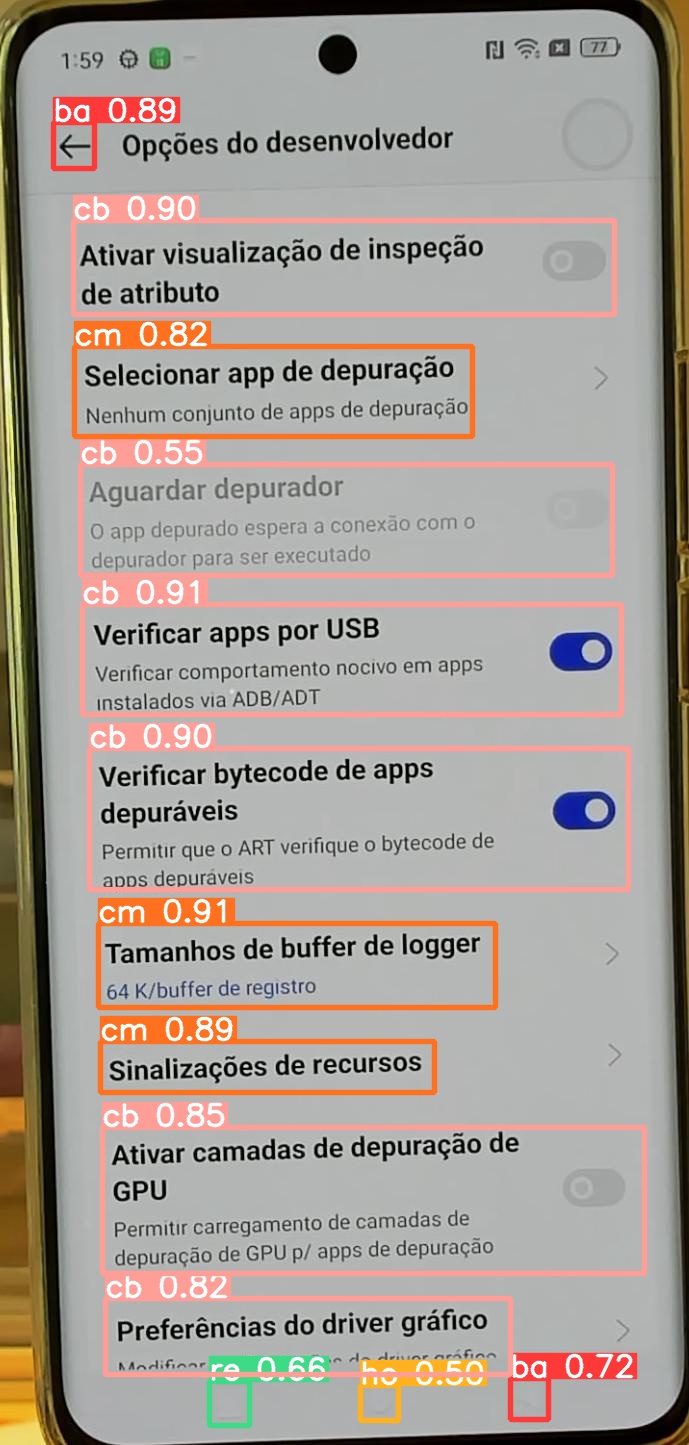 1:59
77
ba 0.89
Opções do desenvolvedor
cb 0.90
Ativar visualização de inspeção
de atributo
cm 0.82
Selecionar app de depuração
Nenhum conjunto de apps de depuração
cb 0.55
Aguardar depurador
O app depurado espera a conexão com o
depurador para ser executado
cb 0.91
Verificar apps por USB
Verificar comportamento nocivo em apps
instalados via ADB/ADT
cb 0.90
Verificar bytecode de apps
depuráveis
Permitir que o ART verifique o bytecode de
apps depuráveis
cm 0.91
Tamanhos de buffer de logger
64 K/buffer de registro
cm 0.89
Sinalizações de recursos
cb 0.85
Ativar camadas de depuração de
GPU
Permitir carregamento de camadas de
depuração de GPU p/ apps de depuração
cb 0.82
Preferências do driver gráfico
Modificar do driver gráfico
re 0.66
ho 0.50
ba 0.72